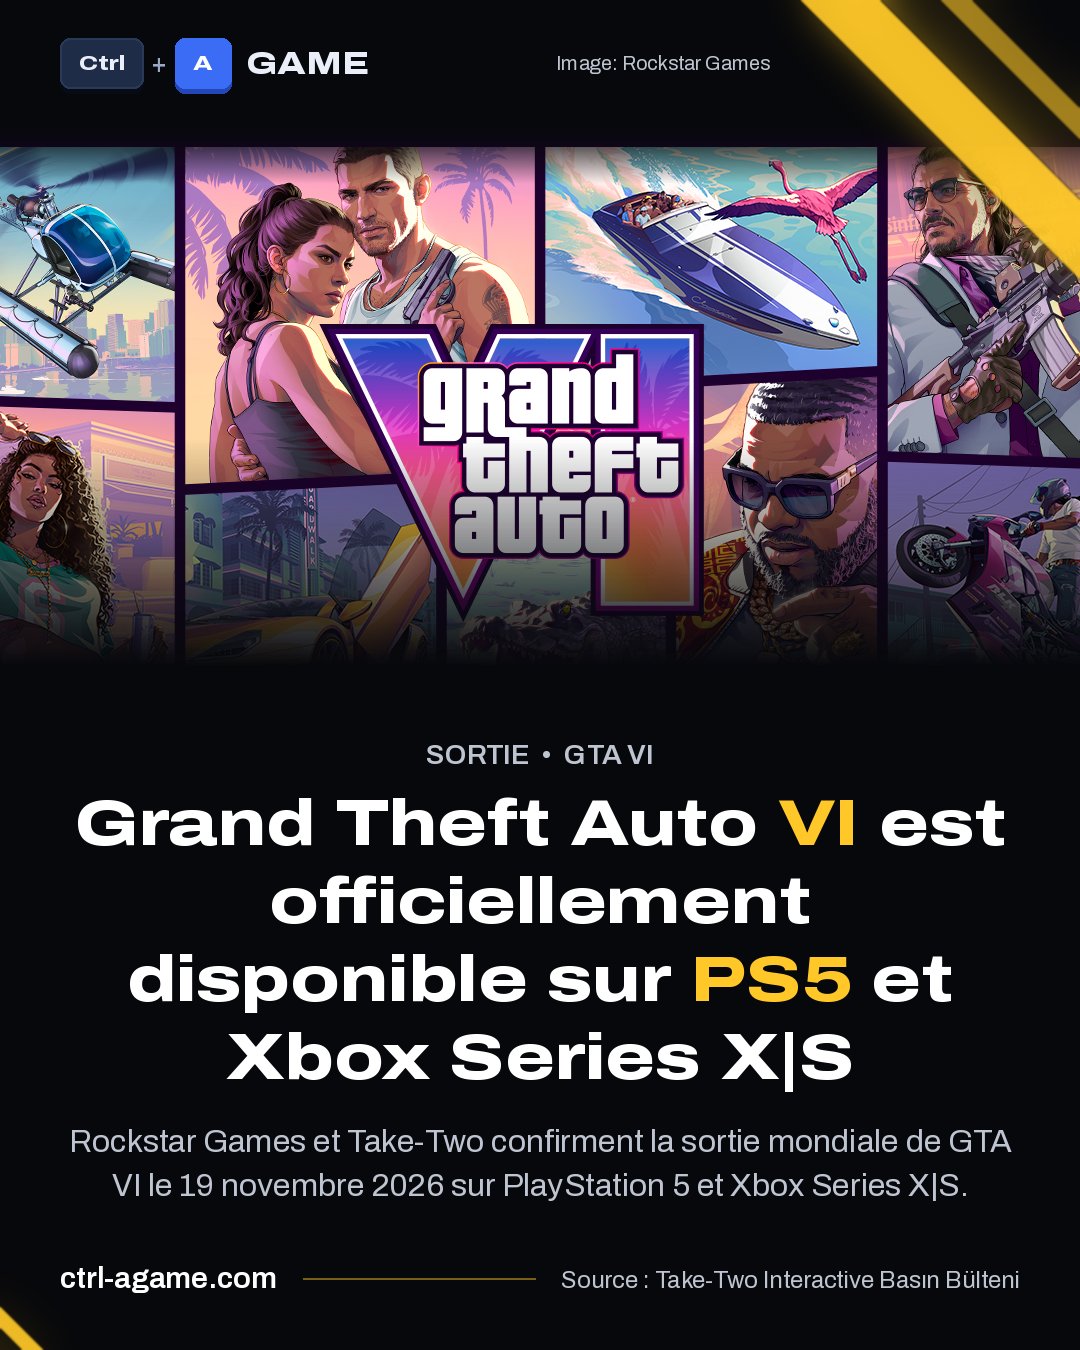 Ctrl + A GAME
Image: Rockstar Games
VI
grand
theft
auto
SORTIE • GTA VI
Grand Theft Auto VI est
officiellement
disponible sur PS5 et
Xbox Series X|S
Rockstar Games et Take-Two confirment la sortie mondiale de GTA
VI le 19 novembre 2026 sur PlayStation 5 et Xbox Series X|S.
ctrl-agame.com
Source : Take-Two Interactive Basın Bülteni